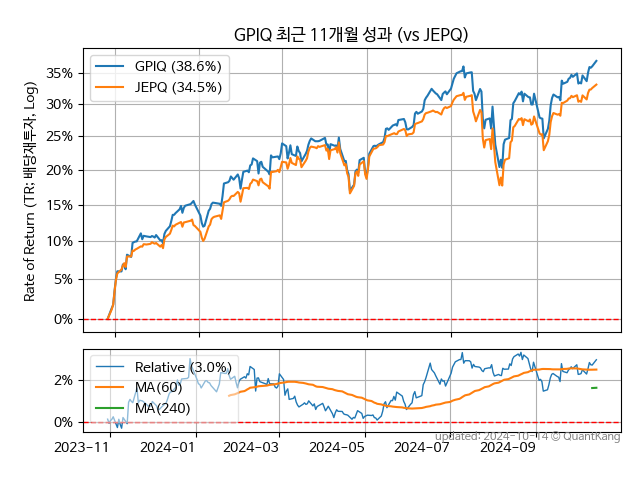 GPIQ 최근 11개월 성과 (vs JEPQ)
Rate of Return (TR: 배당재투자, Log)
GPIQ (38.6%)
JEPQ (34.5%)
35%
30%
25%
20%
15%
10%
5%
0%
Relative (3.0%)
MA(60)
MA(240)
2%
0%
2023-11 2024-01 2024-03 2024-05 2024-07 2024-09
updated: 2024-10-14 © QuantKang